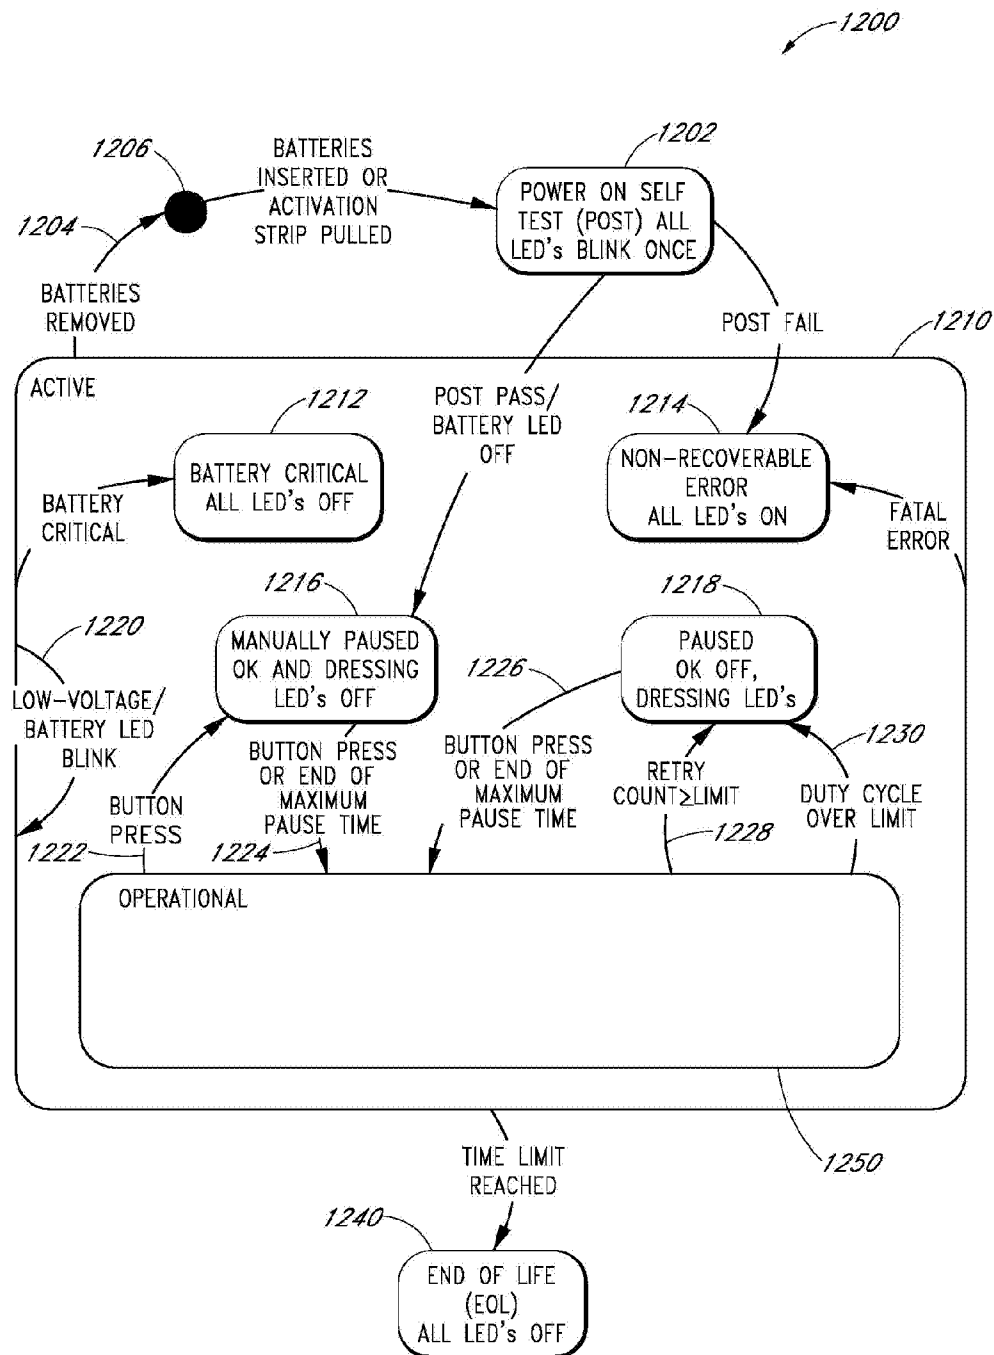 1200
1206
BATTERIES
INSERTED OR
ACTIVATION
STRIP PULLED
1202
POWER ON SELF
TEST (POST) ALL
LED's BLINK ONCE
1204
BATTERIES
REMOVED
POST FAIL
1210
ACTIVE
1212
BATTERY CRITICAL
ALL LED's OFF
POST PASS/
BATTERY LED
OFF
1214
NON-RECOVERABLE
ERROR
ALL LED's ON
BATTERY
CRITICAL
FATAL
ERROR
1216
MANUALLY PAUSED
OK AND DRESSING
LED's OFF
1218
PAUSED
OK OFF,
DRESSING LED's
1220
LOW-VOLTAGE/
BATTERY LED
BLINK
1226
BUTTON PRESS
OR END OF
MAXIMUM
PAUSE TIME
BUTTON PRESS
OR END OF
MAXIMUM
PAUSE TIME
RETRY
COUNT≥LIMIT
1230
DUTY CYCLE
OVER LIMIT
BUTTON
PRESS
1222
1224
1228
OPERATIONAL
1250
TIME LIMIT
REACHED
1240
END OF LIFE
(EOL)
ALL LED's OFF